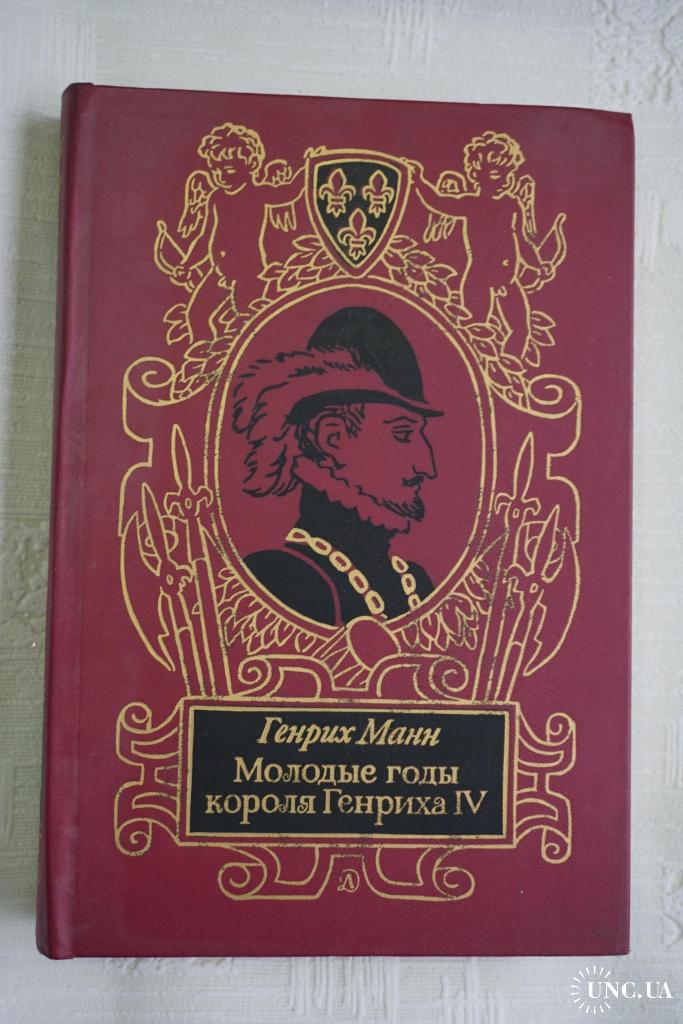 Генрих Манн
Молодые годы
короля Генриха IV
Д
UNC.UA